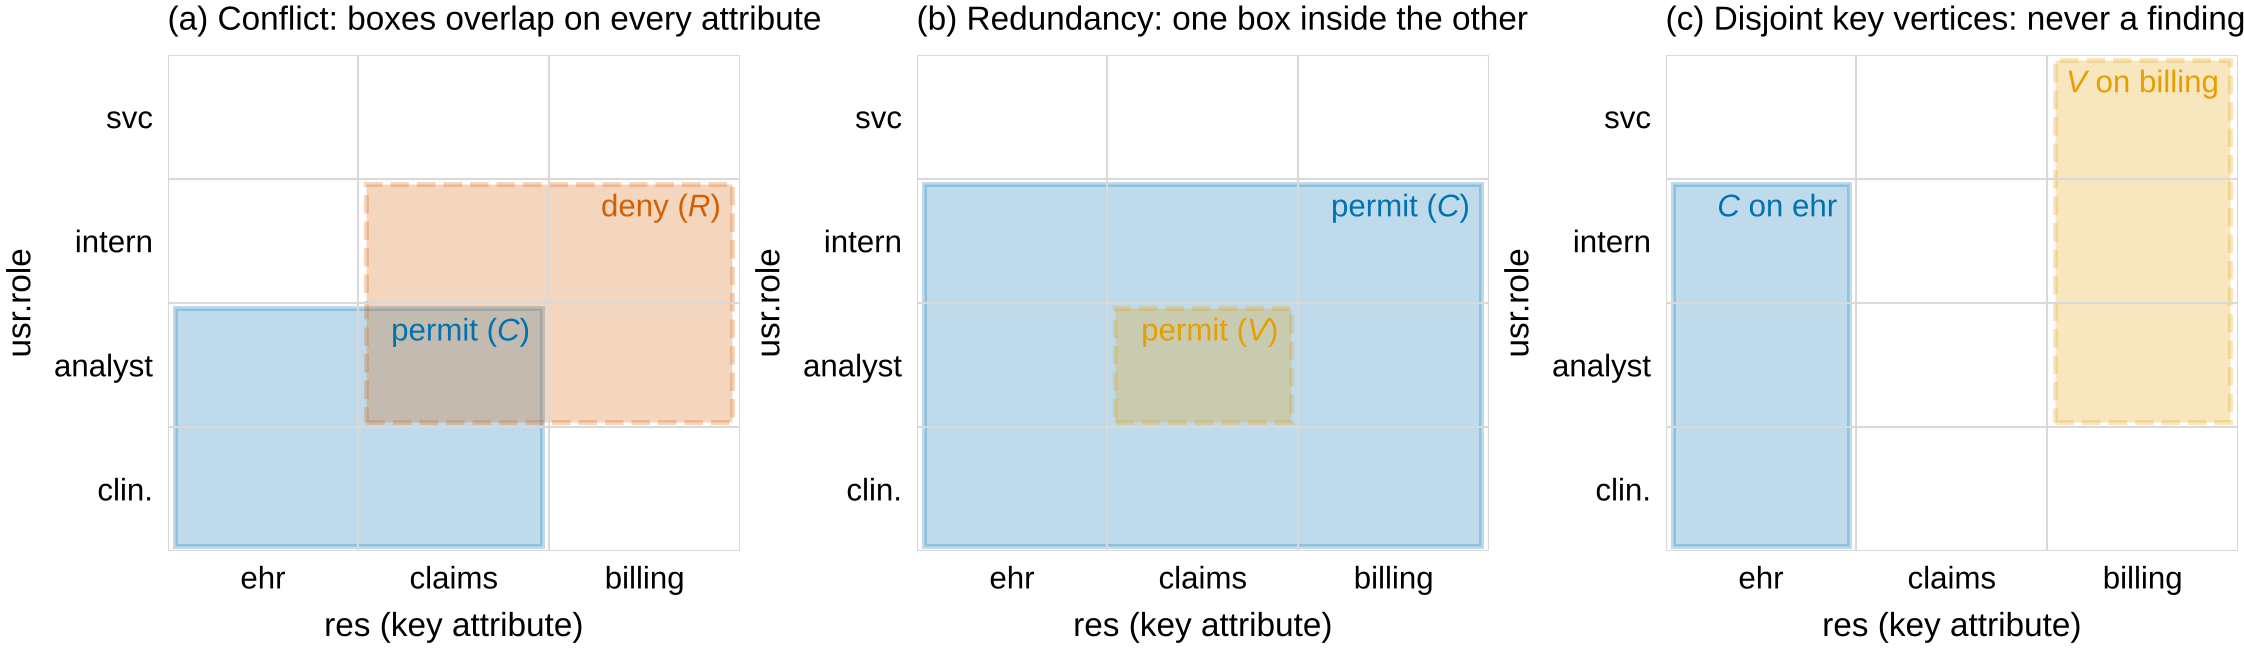 (a) Conflict: boxes overlap on every attribute
usr.role
svc
intern
analyst
clin.
deny (R)
permit (C)
ehr
claims
billing
res (key attribute)
(b) Redundancy: one box inside the other
usr.role
svc
intern
analyst
clin.
permit (C)
permit (V)
ehr
claims
billing
res (key attribute)
(c) Disjoint key vertices: never a finding
usr.role
svc
intern
analyst
clin.
C on ehr
V on billing
ehr
claims
billing
res (key attribute)